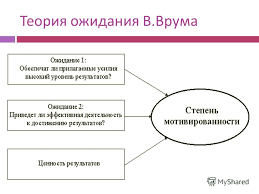 Теория ожидания В.Врума
Ожидание 1:
Обеспечат ли прилагаемые усилия
высокий уровень результатов?
Ожидание 2:
Приведет ли эффективная деятельность
к достижению результатов?
Степень
мотивированности
Ценность результатов
MyShared